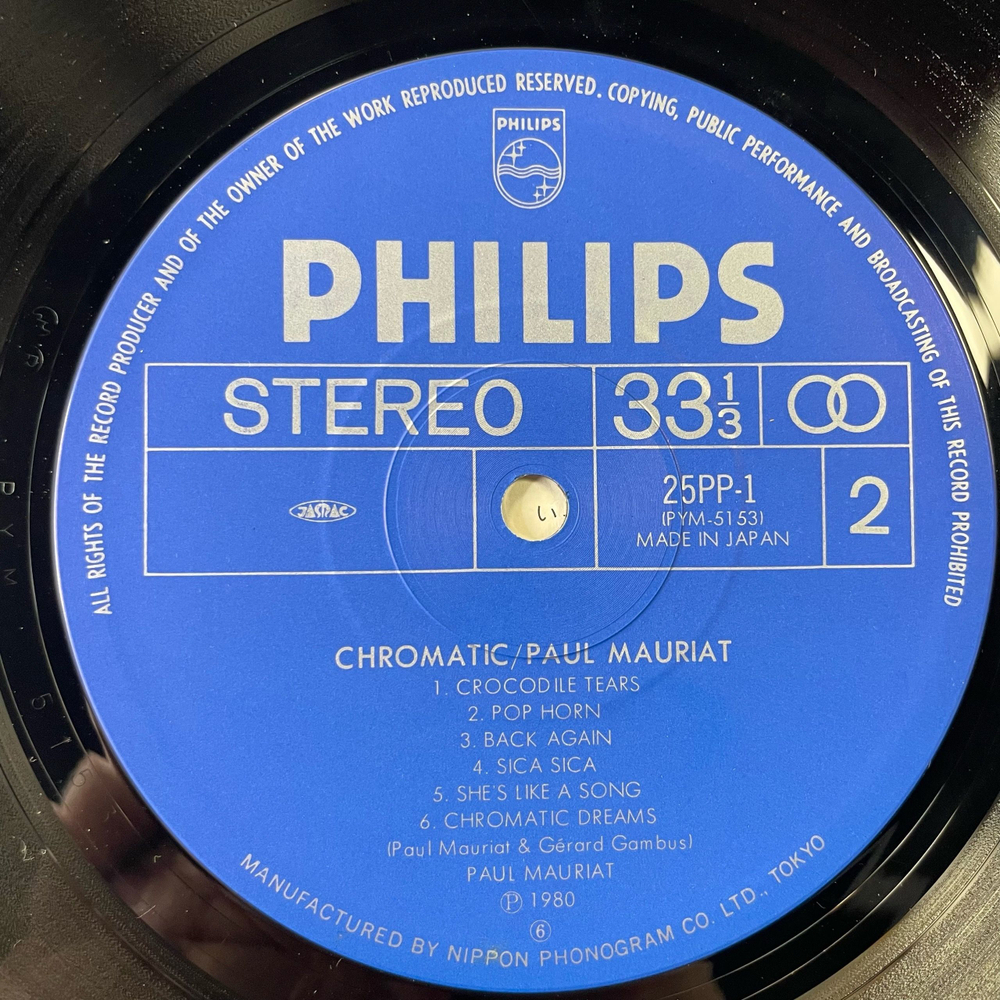 ALL RIGHTS OF THE RECORD PRODUCER AND OF THE OWNER OF THE WORK REPRODUCED RESERVED. COPYING, PUBLIC PERFORMANCE AND BROADCASTING OF THIS RECORD PROHIBITED
PHILIPS
PHILIPS
STEREO
33 1/3
JASRAC
25PP-1
(PYM-5153)
MADE IN JAPAN
2
CHROMATIC/PAUL MAURIAT
1. CROCODILE TEARS
2. POP HORN
3. BACK AGAIN
4. SICA SICA
5. SHE'S LIKE A SONG
6. CHROMATIC DREAMS
(Paul Mauriat & Gérard Gambus)
PAUL MAURIAT
Ⓟ 1980
⑥
MANUFACTURED BY NIPPON PHONOGRAM CO. LTD., TOKYO